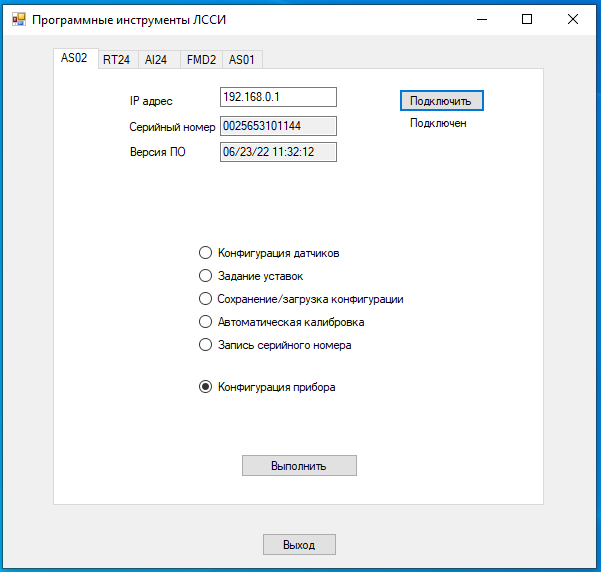 Программные инструменты ЛССИ
AS02 RT24 AI24 FMD2 AS01
IP адрес 192.168.0.1 Подключить
Серийный номер 0025653101144 Подключен
Версия ПО 06/23/22 11:32:12
Конфигурация датчиков
Задание уставок
Сохранение/загрузка конфигурации
Автоматическая калибровка
Запись серийного номера
Конфигурация прибора
Выполнить
Выход